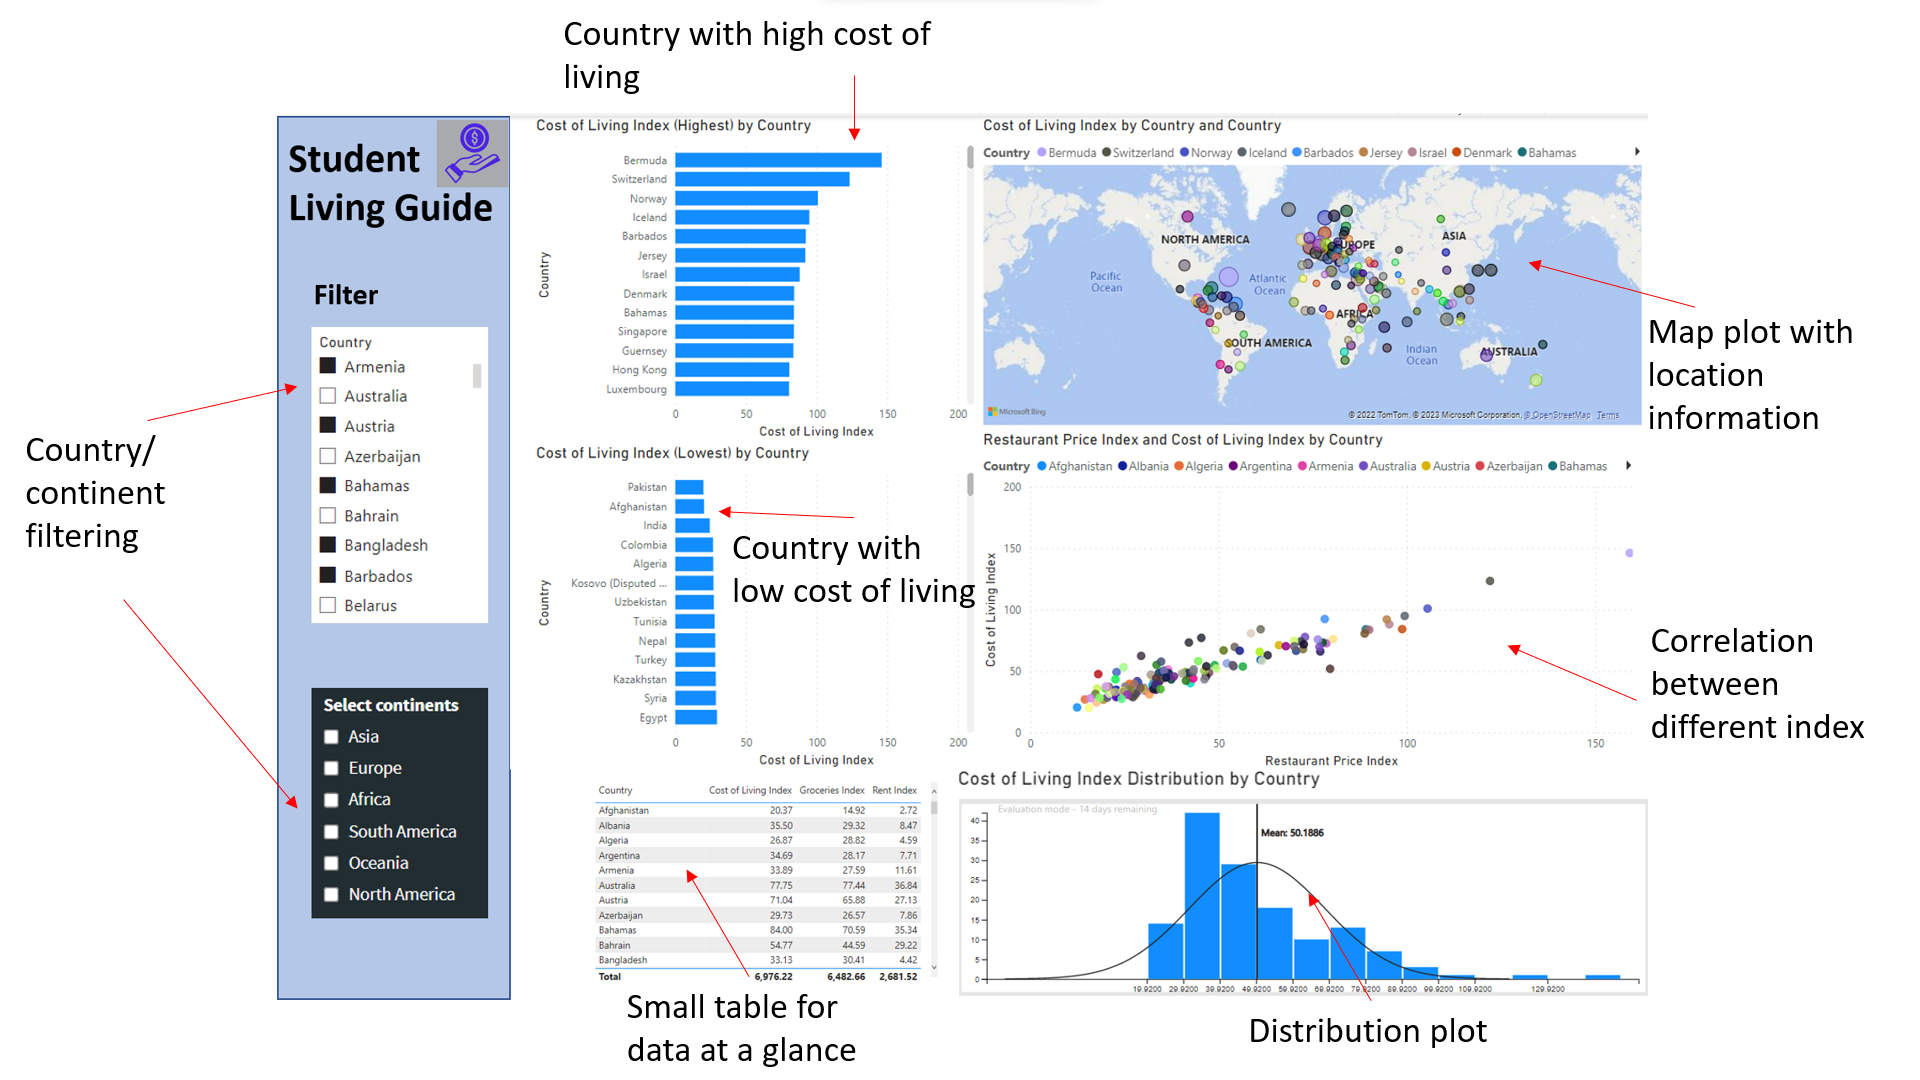 Country with high cost of
living
Student
Living Guide
Filter
Country
Armenia
Australia
Austria
Azerbaijan
Bahamas
Bahrain
Bangladesh
Barbados
Belarus
Select continents
Asia
Europe
Africa
South America
Oceania
North America
Country/
continent
filtering
Cost of Living Index (Highest) by Country
Country
Bermuda
Switzerland
Norway
Iceland
Barbados
Jersey
Israel
Denmark
Bahamas
Singapore
Guernsey
Hong Kong
Luxembourg
0 50 100 150 200
Cost of Living Index
Cost of Living Index (Lowest) by Country
Country
Pakistan
Afghanistan
India
Colombia
Algeria
Kosovo (Disputed ...
Uzbekistan
Tunisia
Nepal
Turkey
Kazakhstan
Syria
Egypt
0 50 100 150 200
Cost of Living Index
Country with
low cost of living
Country Cost of Living Index Groceries Index Rent Index
Afghanistan 20.37 14.92 2.72
Albania 35.50 29.32 8.47
Algeria 26.87 28.82 4.59
Argentina 34.69 28.17 7.71
Armenia 33.89 27.59 11.61
Australia 77.75 77.44 36.84
Austria 71.04 65.88 27.13
Azerbaijan 29.73 26.57 7.86
Bahamas 84.00 70.59 35.34
Bahrain 54.77 44.59 29.22
Bangladesh 33.13 30.41 4.42
Total 6,976.22 6,482.66 2,681.52
Small table for
data at a glance
Cost of Living Index by Country and Country
Country Bermuda Switzerland Norway Iceland Barbados Jersey Israel Denmark Bahamas
NORTH AMERICA
EUROPE
ASIA
Pacific
Ocean
Atlantic
Ocean
AFRICA
SOUTH AMERICA
Indian
Ocean
AUSTRALIA
Microsoft Bing
© 2022 TomTom, © 2023 Microsoft Corporation, © OpenStreetMap Terms
Map plot with
location
information
Restaurant Price Index and Cost of Living Index by Country
Country Afghanistan Albania Algeria Argentina Armenia Australia Austria Azerbaijan Bahamas
Cost of Living Index
200
150
100
50
0
0 50 100 150
Restaurant Price Index
Correlation
between
different index
Cost of Living Index Distribution by Country
Evaluation mode - 14 days remaining
Mean: 50.1886
40
35
30
25
20
15
10
5
0
19.9200 29.9200 39.9200 49.9200 59.9200 69.9200 79.9200 89.9200 99.9200 109.9200 129.9200
Distribution plot